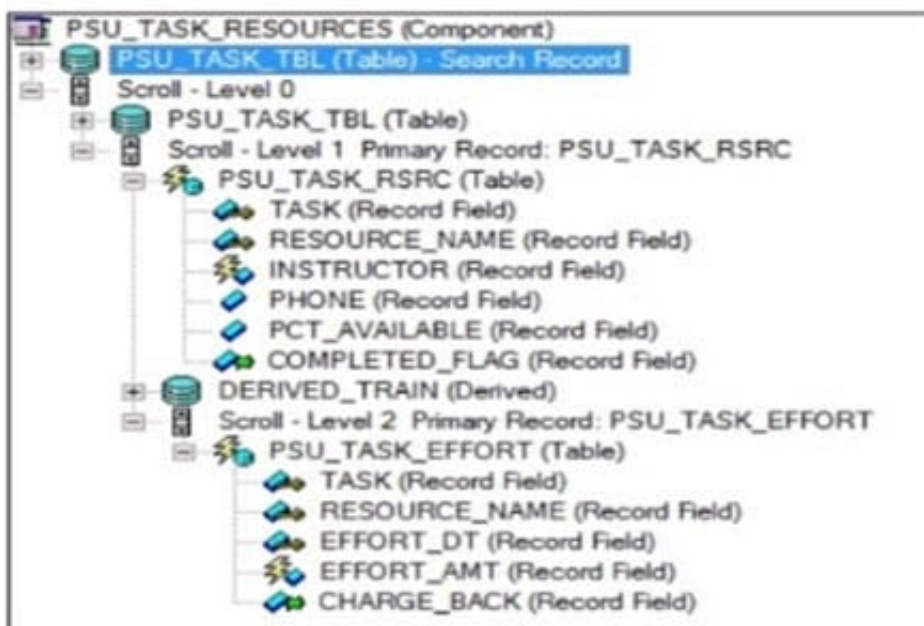 PSU_TASK_RESOURCES (Component)
PSU_TASK_TBL (Table) - Search Record
Scroll - Level 0
PSU_TASK_TBL (Table)
Scroll - Level 1 Primary Record: PSU_TASK_RSRC
PSU_TASK_RSRC (Table)
TASK (Record Field)
RESOURCE_NAME (Record Field)
INSTRUCTOR (Record Field)
PHONE (Record Field)
PCT_AVAILABLE (Record Field)
COMPLETED_FLAG (Record Field)
DERIVED_TRAIN (Derived)
Scroll - Level 2 Primary Record: PSU_TASK_EFFORT
PSU_TASK_EFFORT (Table)
TASK (Record Field)
RESOURCE_NAME (Record Field)
EFFORT_DT (Record Field)
EFFORT_AMT (Record Field)
CHARGE_BACK (Record Field)